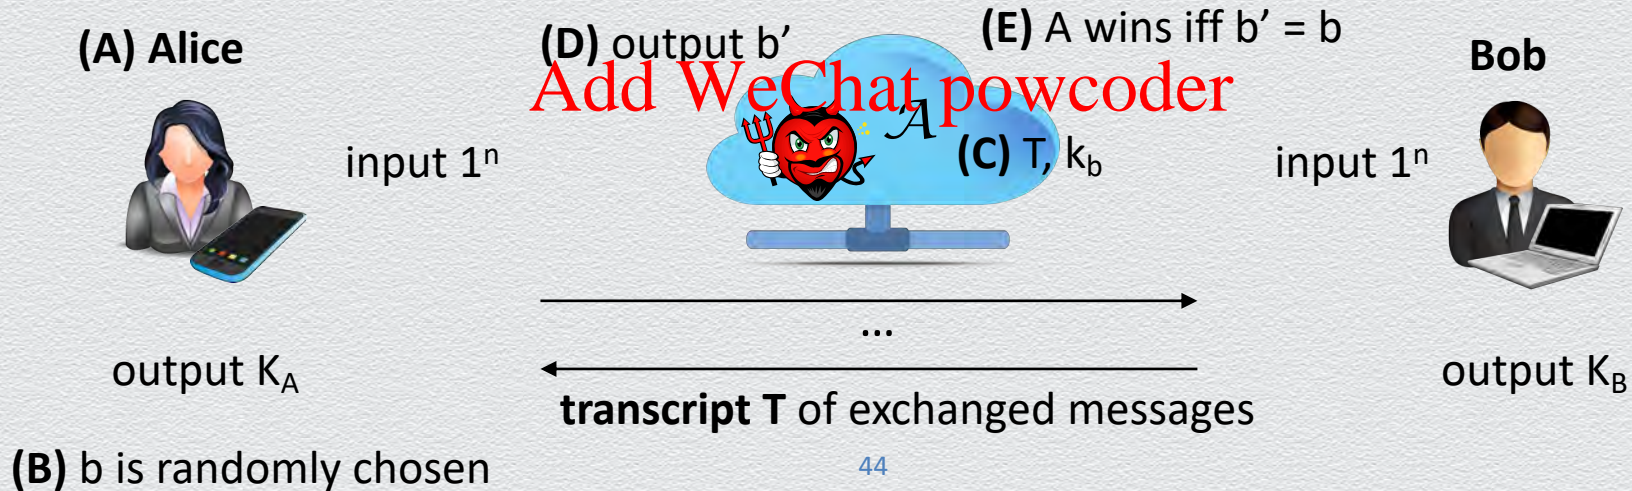 (A) Alice
(D) output b’
(E) A wins iff b’ = b
Bob
Add WeChat powcoder
𝒜
input 1ⁿ
(C) T, k_b
input 1ⁿ
...
output K_A
output K_B
transcript T of exchanged messages
(B) b is randomly chosen
44